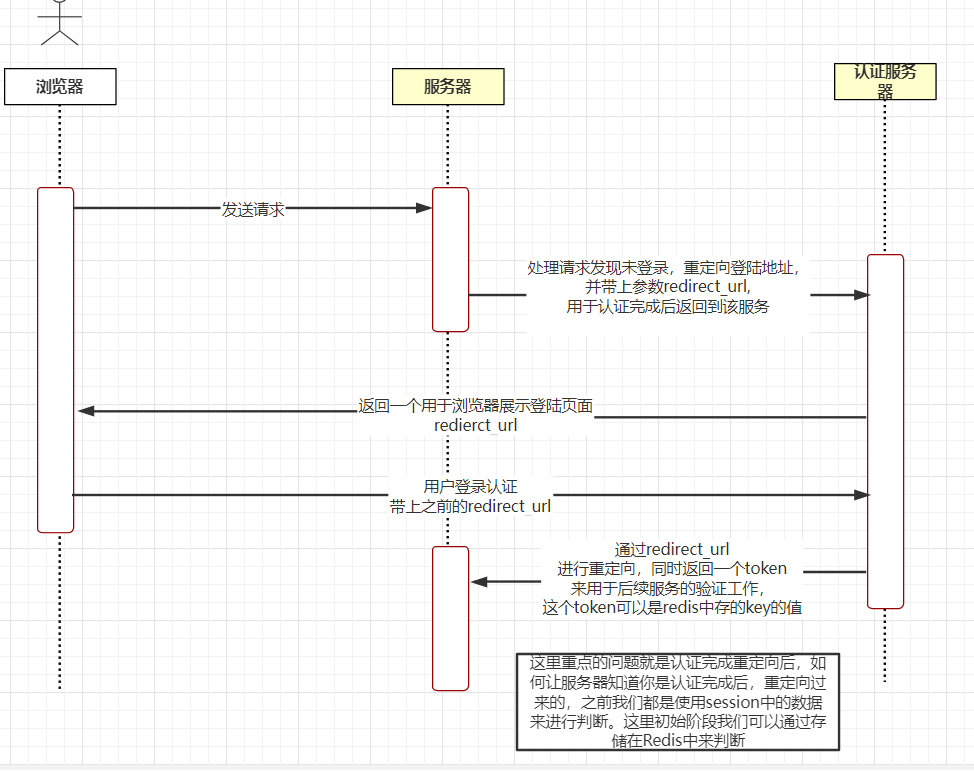 浏览器
服务器
认证服务
器
发送请求
处理请求发现未登录，重定向登陆地址，
并带上参数redirect_url,
用于认证完成后返回到该服务
返回一个用于浏览器展示登陆页面
redierct_url
用户登录认证
带上之前的redirect_url
通过redirect_url
进行重定向，同时返回一个token
来用于后续服务的验证工作，
这个token可以是redis中存的key的值
这里重点的问题就是认证完成重定向后，如
何让服务器知道你是认证完成后，重定向过
来的，之前我们都是使用session中的数据
来进行判断。这里初始阶段我们可以通过存
储在Redis中来判断